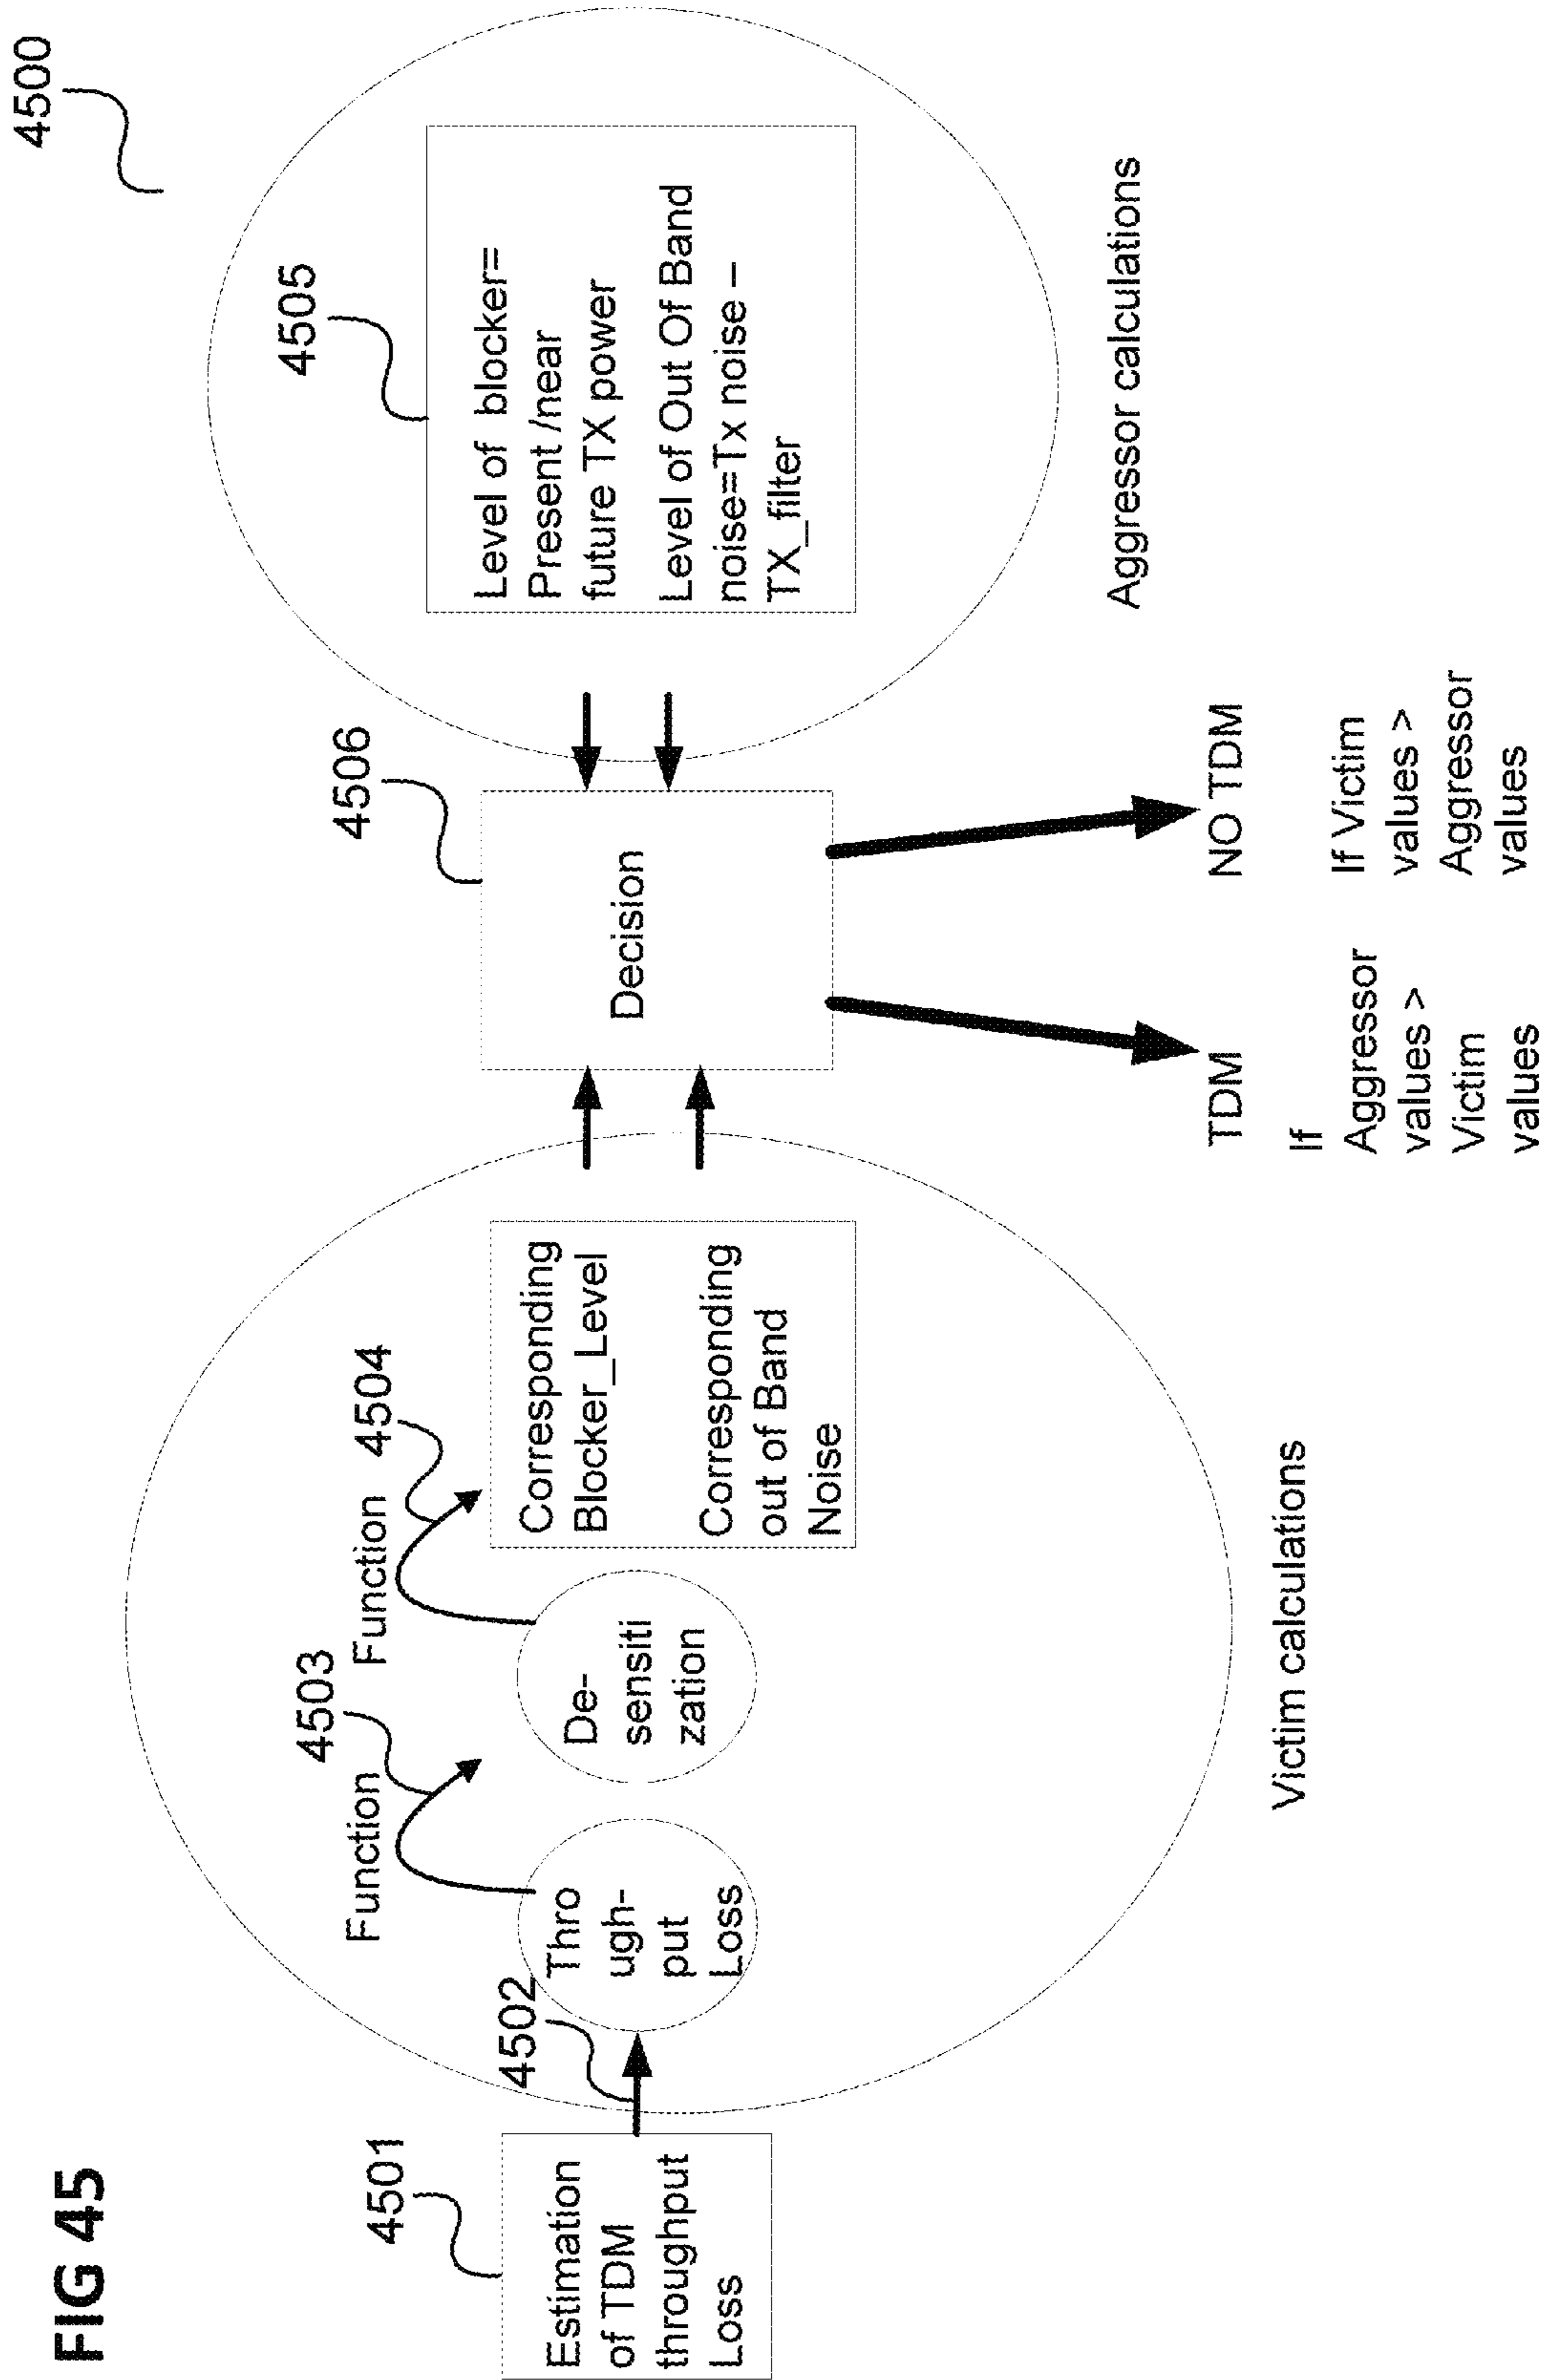 FIG 45
4500
4501
Estimation
of TDM
throughput
Loss
4502
Thro
ugh-
put
Loss
Function
4503
De-
sensiti
zation
Function
4504
Corresponding
Blocker_Level
Corresponding
out of Band
Noise
Victim calculations
4506
Decision
TDM
If
Aggressor
values >
Victim
values
NO TDM
If Victim
values >
Aggressor
values
4505
Level of blocker=
Present /near
future TX power
Level of Out Of Band
noise=Tx noise –
TX_filter
Aggressor calculations